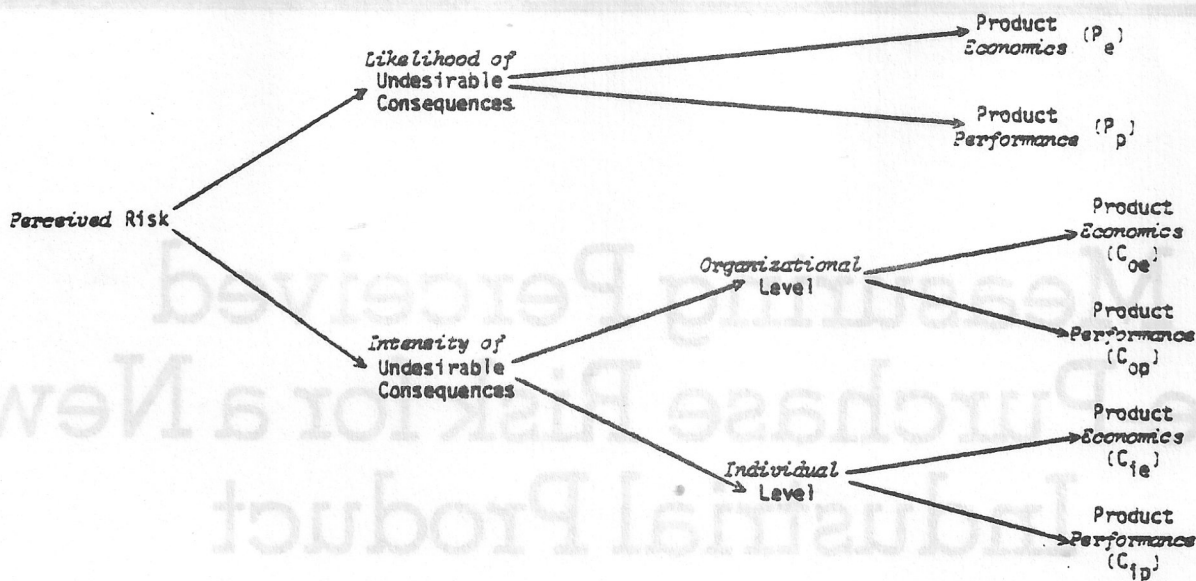 Perceived Risk
Likelihood of
Undesirable
Consequences
Product
Economics (Pe)
Product
Performance (Pp)
Intensity of
Undesirable
Consequences
Organizational
Level
Product
Economics
(Coe)
Product
Performance
(Cop)
Individual
Level
Product
Economics
(Cie)
Product
Performance
(Cip)
Measuring Perceived
Purchase Risk for a New
Industrial Product